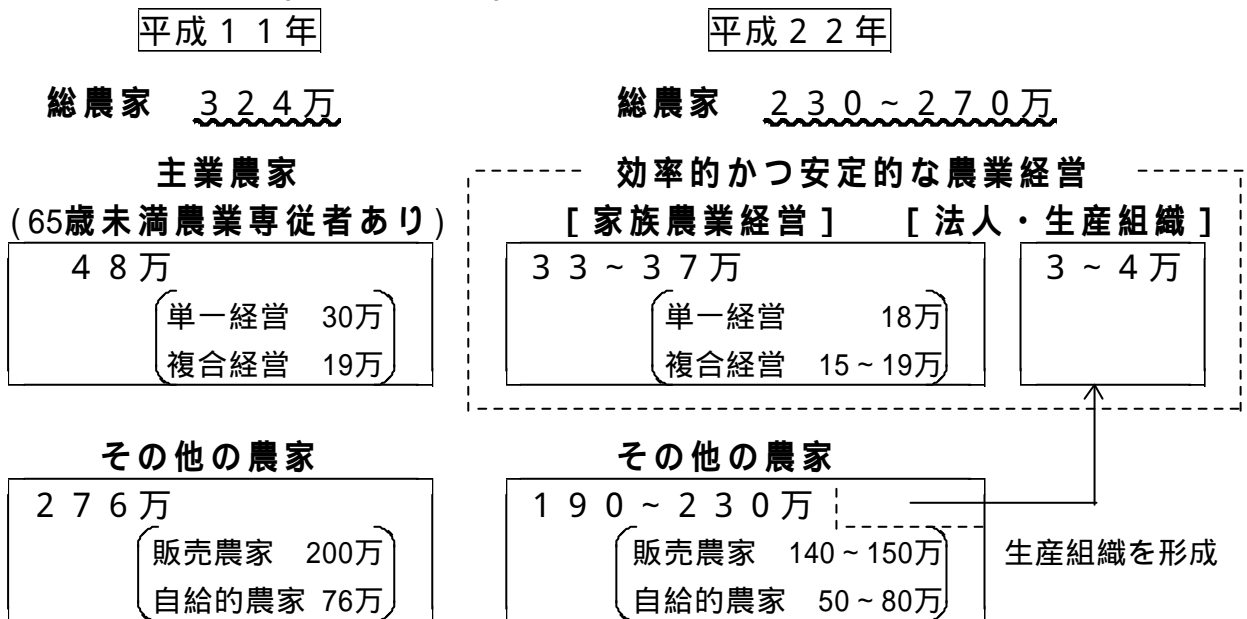 平成１１年
平成２２年
総農家 ３２４万
総農家 ２３０～２７０万
主業農家
(65歳未満農業専従者あり)
４８万
単一経営 30万
複合経営 19万
効率的かつ安定的な農業経営
[家族農業経営] [法人・生産組織]
３３～３７万
単一経営 18万
複合経営 15～19万
３～４万
その他の農家
２７６万
販売農家 200万
自給的農家 76万
その他の農家
１９０～２３０万
販売農家 140～150万
自給的農家 50～80万
生産組織を形成